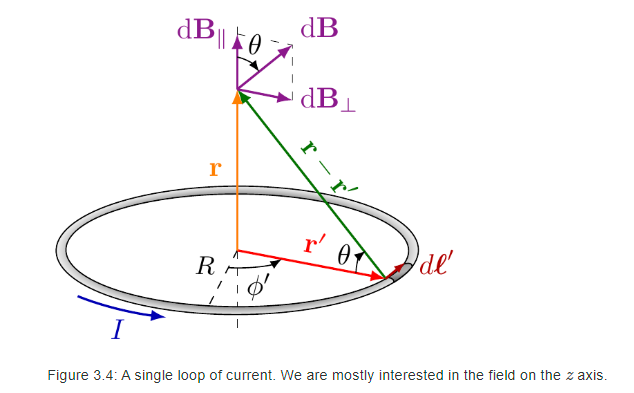 dB∥ θ dB
dB⊥
r r − r′
r′ θ dℓ′
R ϕ′
I
Figure 3.4: A single loop of current. We are mostly interested in the field on the z axis.